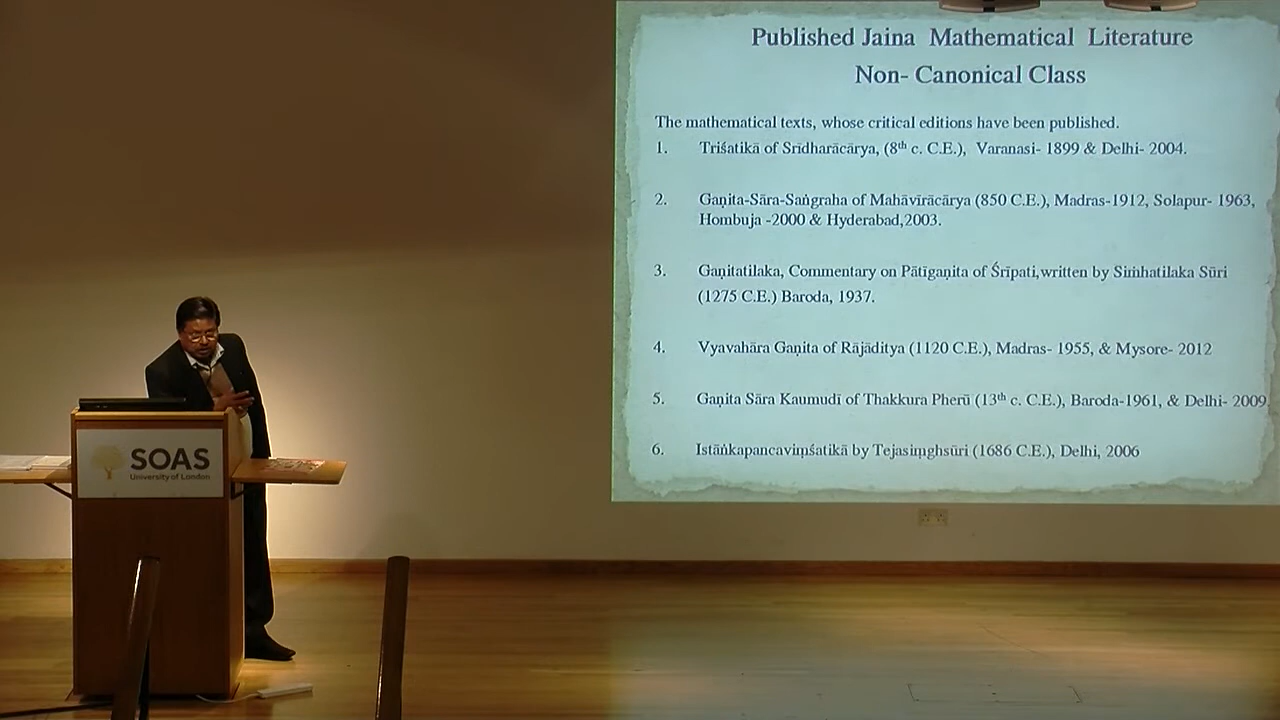 Published Jaina Mathematical Literature
Non- Canonical Class
The mathematical texts, whose critical editions have been published.
1. Triśatikā of Srīdharācārya, (8th c. C.E.), Varanasi- 1899 & Delhi- 2004.
2. Gaṇita-Sāra-Saṅgraha of Mahāvīrācārya (850 C.E.), Madras-1912, Solapur- 1963,
Hombuja -2000 & Hyderabad,2003.
3. Gaṇitatilaka, Commentary on Pātīgaṇita of Śrīpati,written by Siṁhatilaka Sūri
(1275 C.E.) Baroda, 1937.
4. Vyavahāra Gaṇita of Rājāditya (1120 C.E.), Madras- 1955, & Mysore- 2012
5. Gaṇita Sāra Kaumudī of Thakkura Pherū (13th c. C.E.), Baroda-1961, & Delhi- 2009.
6. Istāṅkapancaviṃśatikā by Tejasiṃghsūri (1686 C.E.), Delhi, 2006
SOAS
University of London